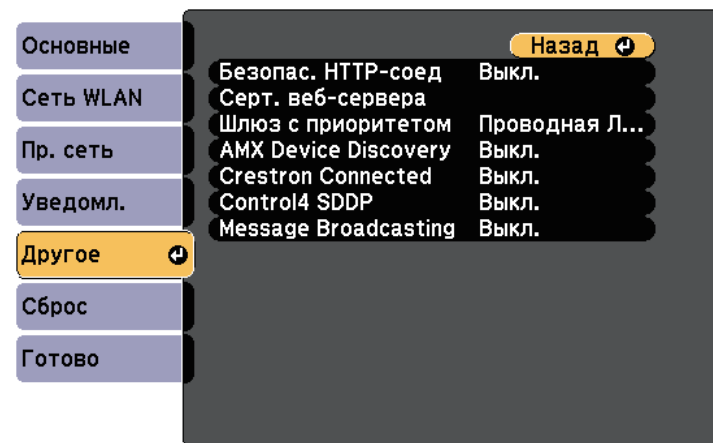 Основные
Сеть WLAN
Пр. сеть
Уведомл.
Другое
Сброс
Готово
Назад
Безопас. HTTP-соед Выкл.
Серт. веб-сервера
Шлюз с приоритетом Проводная Л...
AMX Device Discovery Выкл.
Crestron Connected Выкл.
Control4 SDDP Выкл.
Message Broadcasting Выкл.